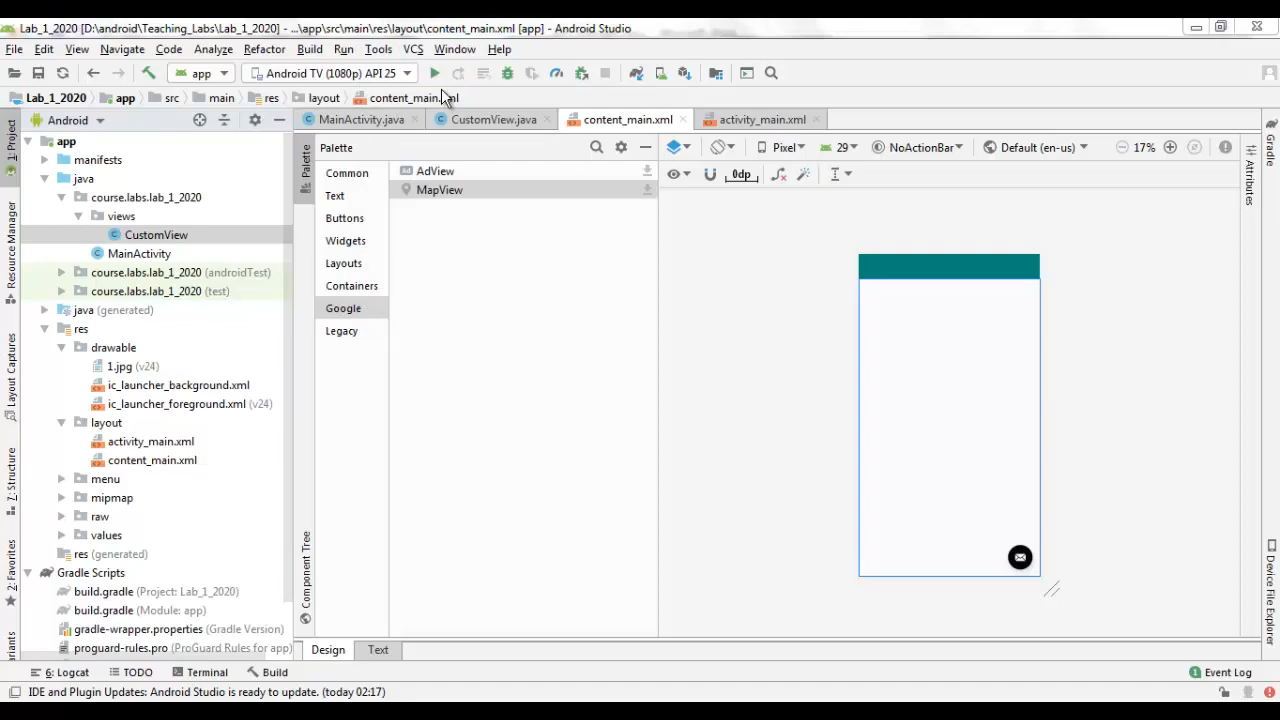 Lab_1_2020 [D:\android\Teaching_Labs\Lab_1_2020] - ...\app\src\main\res\layout\content_main.xml [app] - Android Studio
File Edit View Navigate Code Analyze Refactor Build Run Tools VCS Window Help
app Android TV (1080p) API 25
Lab_1_2020 app src main res layout content_main.xml
1: Project
Resource Manager
Layout Captures
7: Structure
2: Favorites
Android
app
manifests
java
course.labs.lab_1_2020
views
CustomView
MainActivity
course.labs.lab_1_2020 (androidTest)
course.labs.lab_1_2020 (test)
java (generated)
res
drawable
1.jpg (v24)
ic_launcher_background.xml
ic_launcher_foreground.xml (v24)
layout
activity_main.xml
content_main.xml
menu
mipmap
raw
values
res (generated)
Gradle Scripts
build.gradle (Project: Lab_1_2020)
build.gradle (Module: app)
gradle-wrapper.properties (Gradle Version)
proguard-rules.pro (ProGuard Rules for app)
MainActivity.java CustomView.java content_main.xml activity_main.xml
Palette
Component Tree
Palette
Common
Text
Buttons
Widgets
Layouts
Containers
Google
Legacy
Ad AdView
MapView
Pixel 29 NoActionBar Default (en-us) 17%
0dp
Design Text
Gradle
Attributes
Device File Explorer
6: Logcat TODO Terminal Build 1 Event Log
IDE and Plugin Updates: Android Studio is ready to update. (today 02:17)